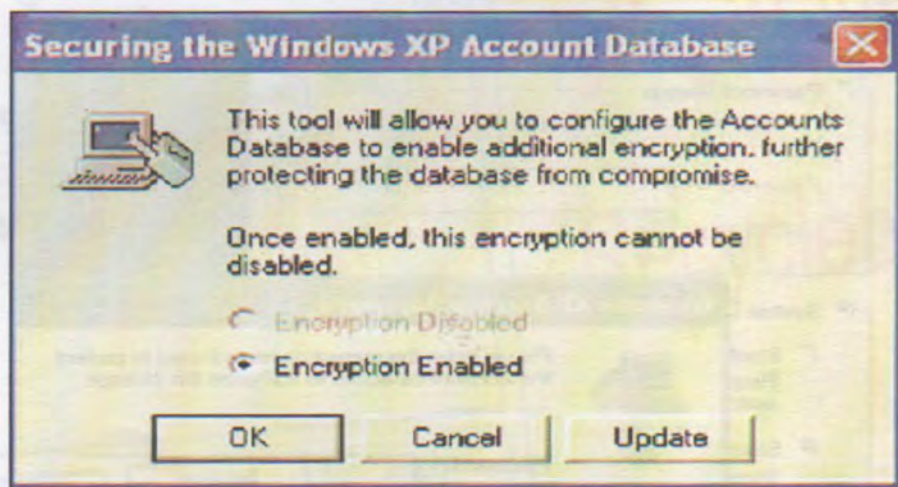 Securing the Windows XP Account Database
This tool will allow you to configure the Accounts
Database to enable additional encryption, further
protecting the database from compromise.
Once enabled, this encryption cannot be
disabled.
Encryption Disabled
Encryption Enabled
OK Cancel Update